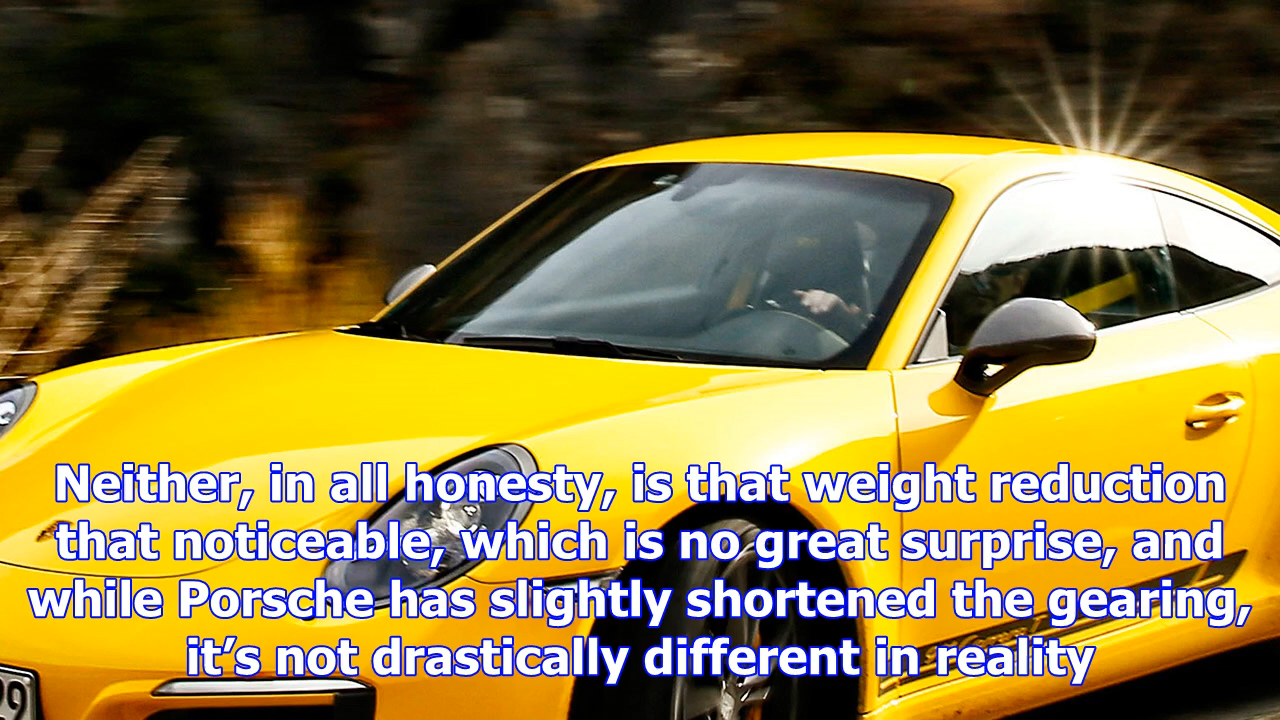 Neither, in all honesty, is that weight reduction
that noticeable, which is no great surprise, and
while Porsche has slightly shortened the gearing,
it’s not drastically different in reality
99